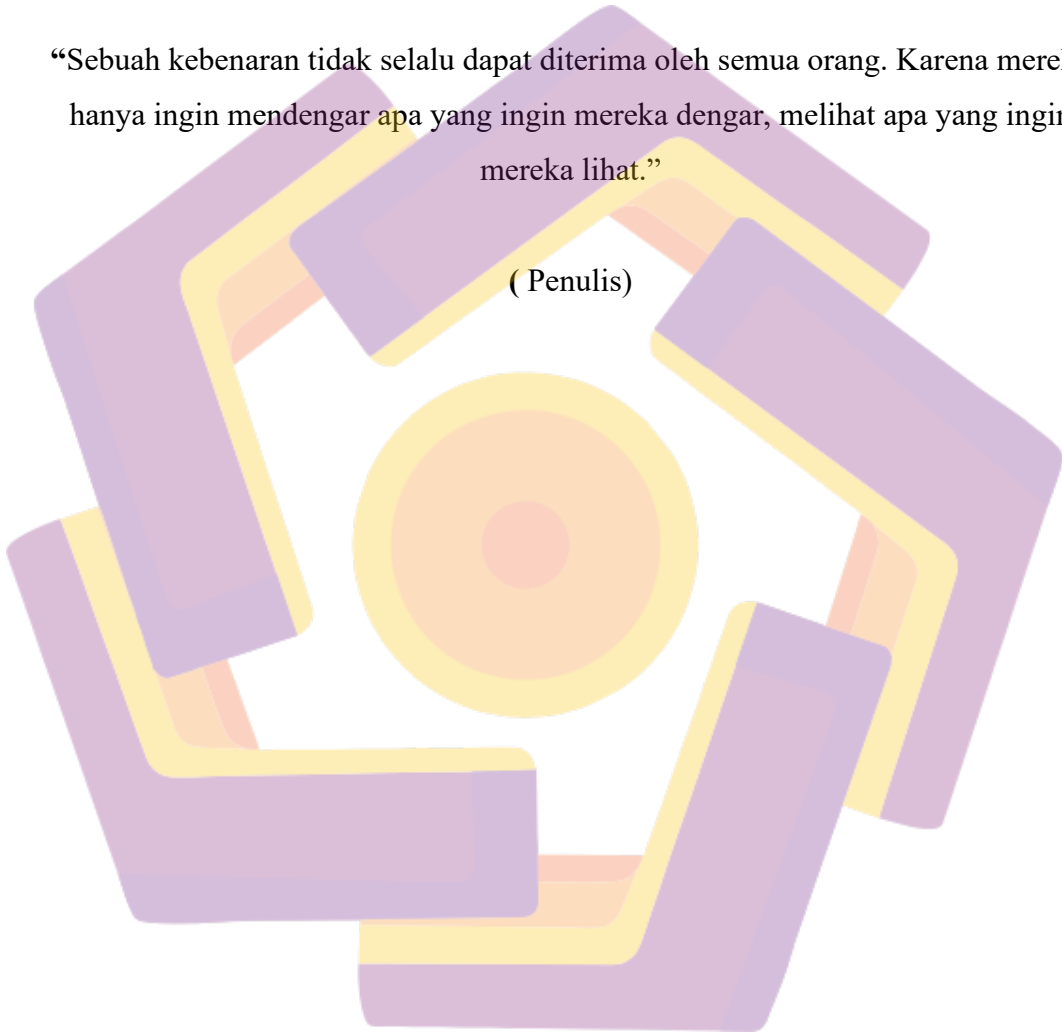 “Sebuah kebenaran tidak selalu dapat diterima oleh semua orang. Karena
hanya ingin mendengar apa yang ingin mereka dengar, melihat apa yang ingin
mereka lihat.”
( Penulis)